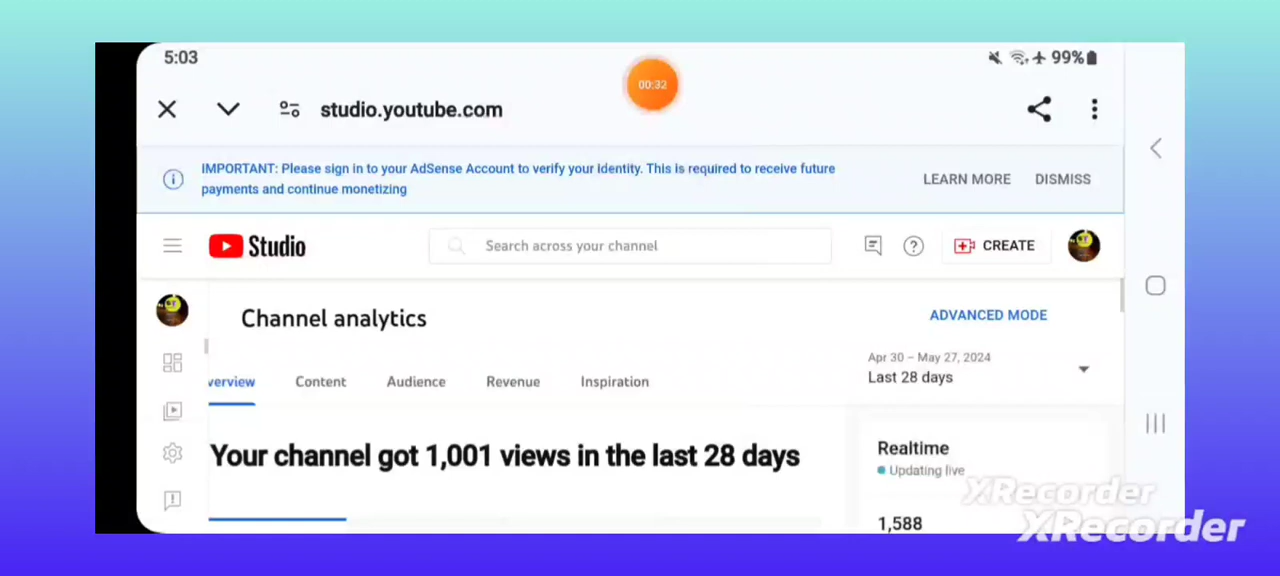 5:03
99%
00:32
studio.youtube.com
IMPORTANT: Please sign in to your AdSense Account to verify your identity. This is required to receive future
payments and continue monetizing
LEARN MORE
DISMISS
Studio
Search across your channel
CREATE
Channel analytics
ADVANCED MODE
Apr 30 – May 27, 2024
Last 28 days
verview
Content
Audience
Revenue
Inspiration
Your channel got 1,001 views in the last 28 days
Realtime
Updating live
1,588
XRecorder
XRecorder